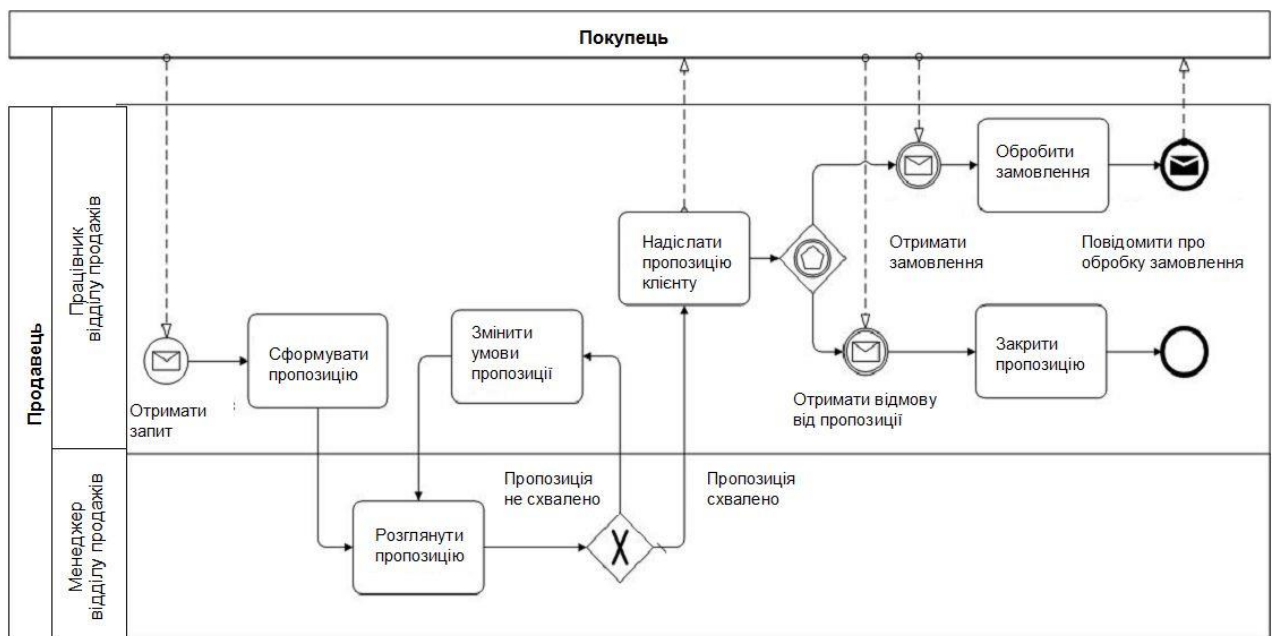 Покупець
Продавець
Працівник
відділу продажів
Менеджер
відділу продажів
Отримати
запит
Сформувати
пропозицію
Змінити
умови
пропозиції
Розглянути
пропозицію
Пропозиція
не схвалено
Пропозиція
схвалено
Надіслати
пропозицію
клієнту
Отримати
замовлення
Обробити
замовлення
Повідомити про
обробку замовлення
Отримати відмову
від пропозиції
Закрити
пропозицію